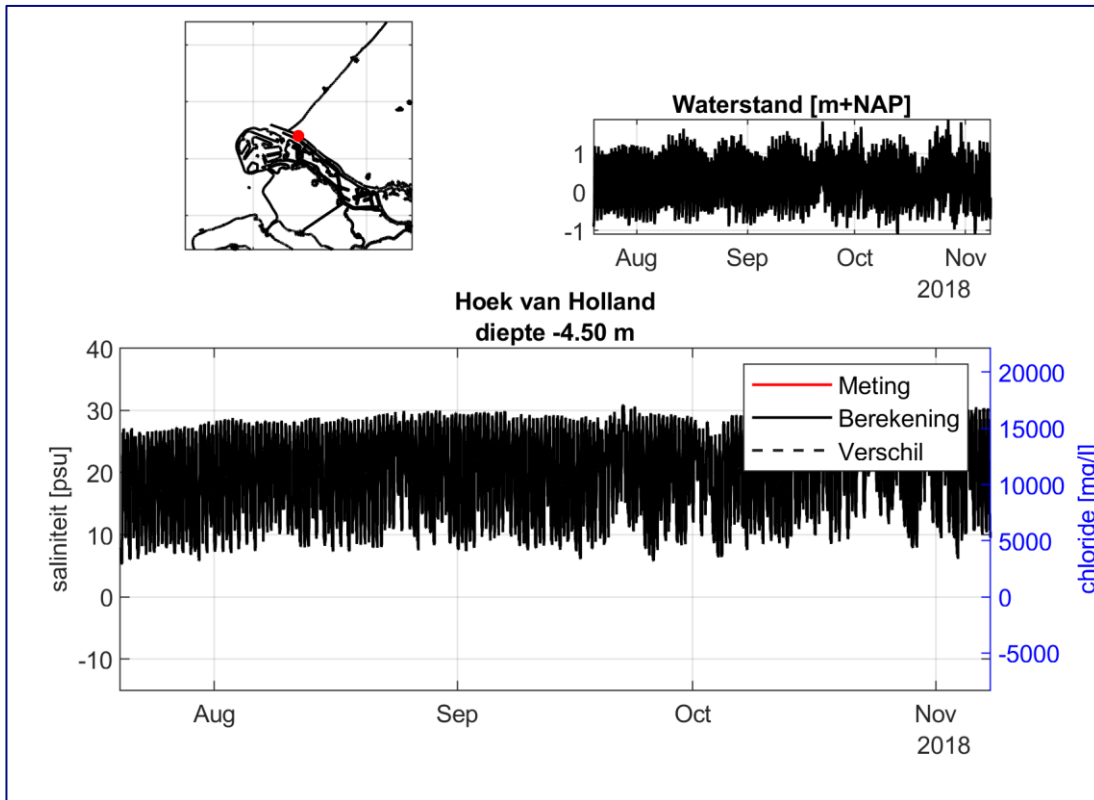 Waterstand [m+NAP]
1
0
-1
Aug Sep Oct Nov
2018
Hoek van Holland
diepte -4.50 m
40
30
20
10
0
-10
saliniteit [psu]
Meting
Berekening
Verschil
20000
15000
10000
5000
0
-5000
chloride [mg/l]
Aug Sep Oct Nov
2018